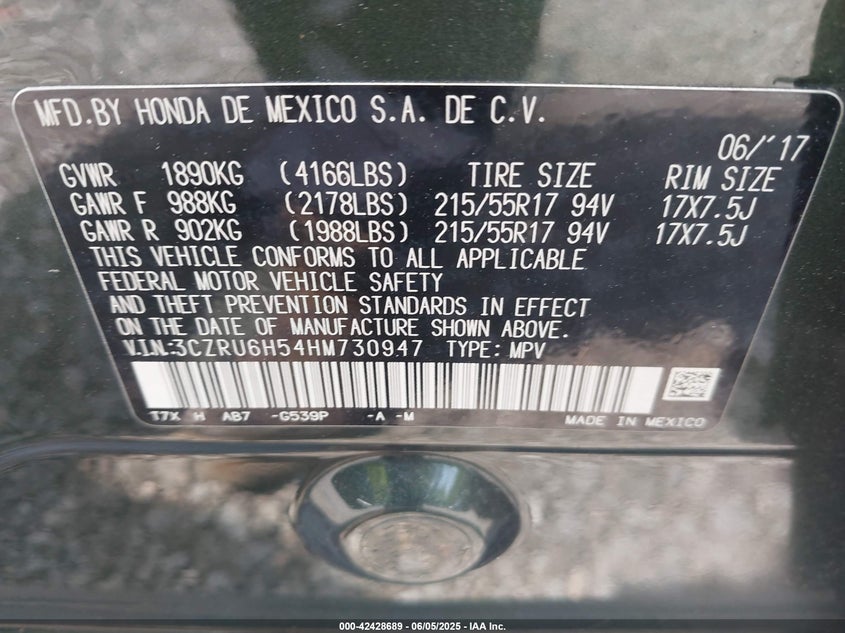 MFD.BY HONDA DE MEXICO S.A. DE C.V.
06/'17
GVWR 1890KG (4166LBS) TIRE SIZE RIM SIZE
GAWR F 988KG (2178LBS) 215/55R17 94V 17X7.5J
GAWR R 902KG (1988LBS) 215/55R17 94V 17X7.5J
THIS VEHICLE CONFORMS TO ALL APPLICABLE
FEDERAL MOTOR VEHICLE SAFETY
AND THEFT PREVENTION STANDARDS IN EFFECT
ON THE DATE OF MANUFACTURE SHOWN ABOVE.
V.I.N:3CZRU6H54HM730947 TYPE: MPV
T7X H AB7 -G539P -A -M
MADE IN MEXICO
000-42428689 - 06/05/2025 - IAA Inc.